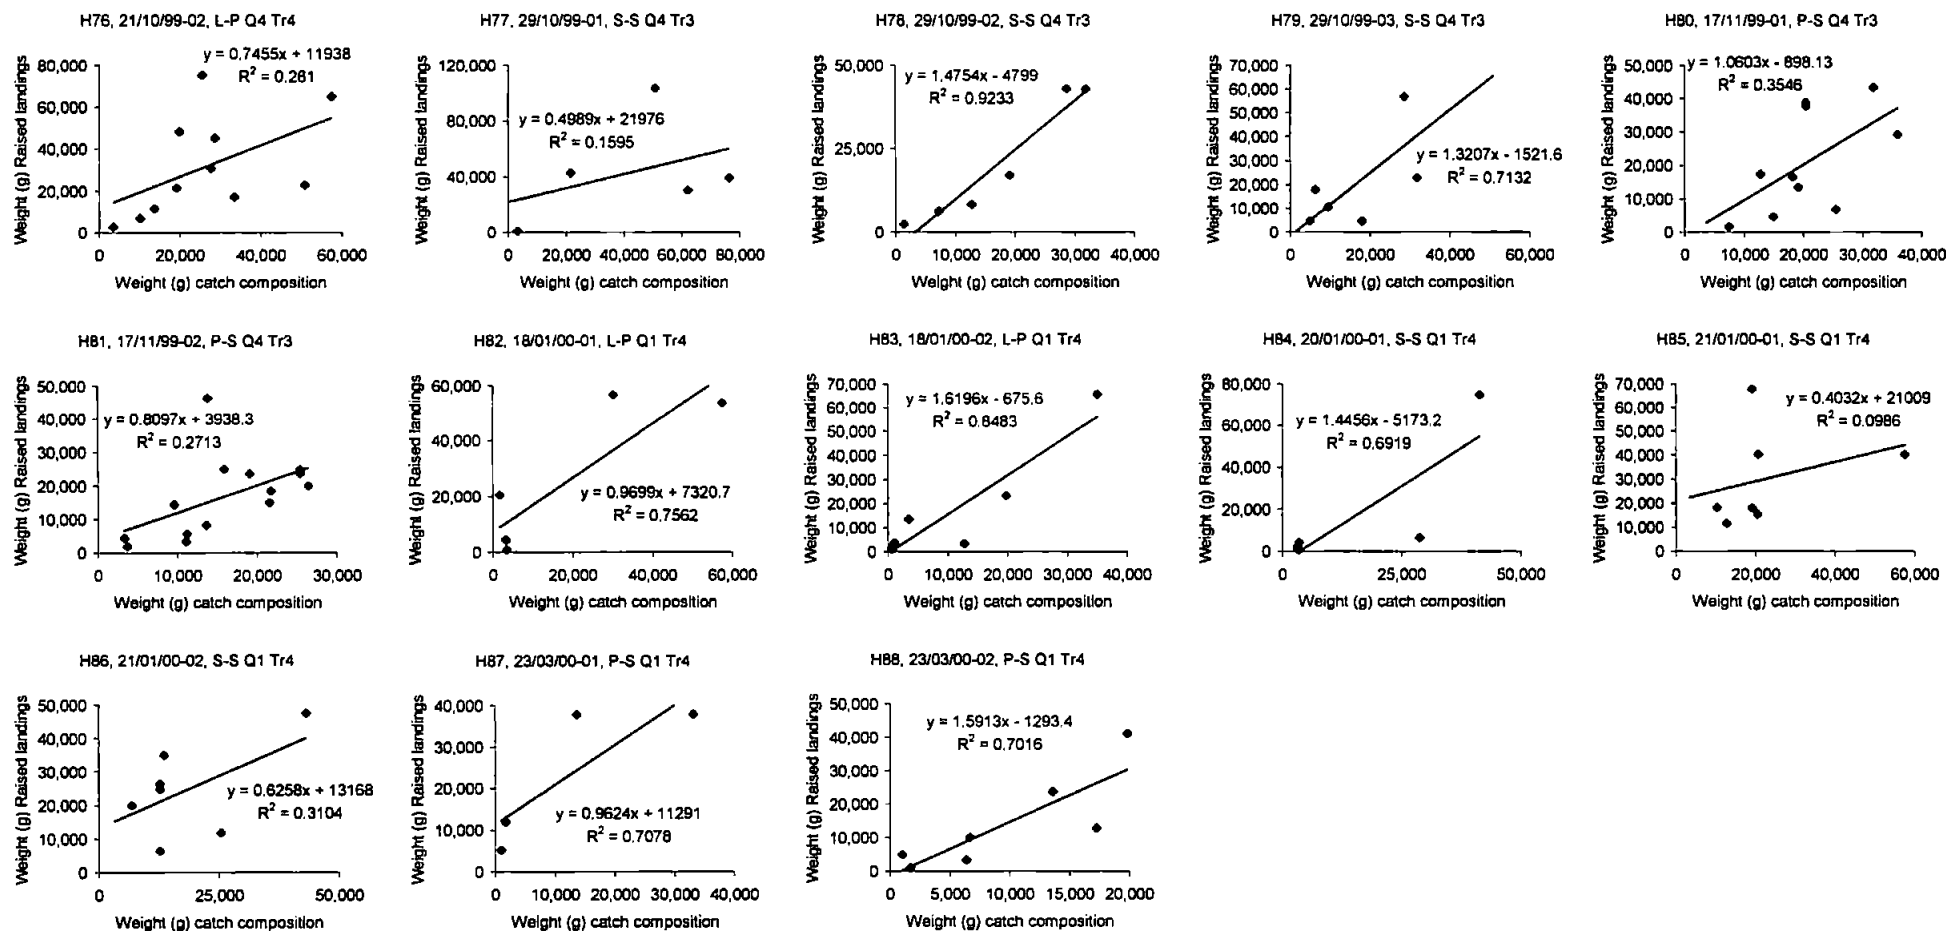 H76, 21/10/99-02, L-P Q4 Tr4
y = 0.7455x + 11938
R² = 0.281
Weight (g) Raised landings
80,000
60,000
40,000
20,000
0
0 20,000 40,000 60,000
Weight (g) catch composition
H77, 29/10/99-01, S-S Q4 Tr3
y = 0.4989x + 21976
R² = 0.1595
Weight (g) Raised landings
120,000
80,000
40,000
0
0 20,000 40,000 60,000 80,000
Weight (g) catch composition
H78, 29/10/99-02, S-S Q4 Tr3
y = 1.4754x - 4799
R² = 0.9233
Weight (g) Raised landings
50,000
25,000
0
0 10,000 20,000 30,000 40,000
Weight (g) catch composition
H79, 29/10/99-03, S-S Q4 Tr3
y = 1.3207x - 1521.6
R² = 0.7132
Weight (g) Raised landings
70,000
60,000
50,000
40,000
30,000
20,000
10,000
0
0 10,000 20,000 30,000 40,000 50,000 60,000
Weight (g) catch composition
H80, 17/11/99-01, P-S Q4 Tr3
y = 1.0603x - 898.13
R² = 0.3546
Weight (g) Raised landings
50,000
40,000
30,000
20,000
10,000
0
0 10,000 20,000 30,000 40,000
Weight (g) catch composition
H81, 17/11/99-02, P-S Q4 Tr3
y = 0.8097x + 3938.3
R² = 0.2713
Weight (g) Raised landings
50,000
40,000
30,000
20,000
10,000
0
0 10,000 20,000 30,000
Weight (g) catch composition
H82, 18/01/00-01, L-P Q1 Tr4
y = 0.9699x + 7320.7
R² = 0.7562
Weight (g) Raised landings
60,000
40,000
20,000
0
0 20,000 40,000 60,000
Weight (g) catch composition
H83, 18/01/00-02, L-P Q1 Tr4
y = 1.6196x - 675.6
R² = 0.8483
Weight (g) Raised landings
70,000
60,000
50,000
40,000
30,000
20,000
10,000
0
0 10,000 20,000 30,000 40,000
Weight (g) catch composition
H84, 20/01/00-01, S-S Q1 Tr4
y = 1.4456x - 5173.2
R² = 0.6919
Weight (g) Raised landings
80,000
60,000
40,000
20,000
0
0 25,000 50,000
Weight (g) catch composition
H85, 21/01/00-01, S-S Q1 Tr4
y = 0.4032x + 21009
R² = 0.0986
Weight (g) Raised landings
70,000
60,000
50,000
40,000
30,000
20,000
10,000
0
0 20,000 40,000 60,000
Weight (g) catch composition
H86, 21/01/00-02, S-S Q1 Tr4
y = 0.6258x + 13168
R² = 0.3104
Weight (g) Raised landings
50,000
40,000
30,000
20,000
10,000
0
0 25,000 50,000
Weight (g) catch composition
H87, 23/03/00-01, P-S Q1 Tr4
y = 0.9624x + 11291
R² = 0.7078
Weight (g) Raised landings
40,000
30,000
20,000
10,000
0
0 10,000 20,000 30,000 40,000
Weight (g) catch composition
H88, 23/03/00-02, P-S Q1 Tr4
y = 1.5913x - 1293.4
R² = 0.7016
Weight (g) Raised landings
50,000
40,000
30,000
20,000
10,000
0
0 5,000 10,000 15,000 20,000
Weight (g) catch composition